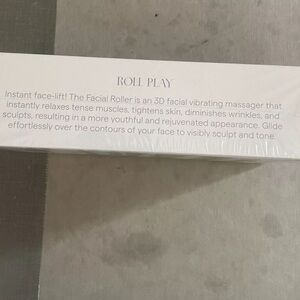 ROLL PLAY
Instant face-lift! The Facial Roller is an 3D facial vibrating massager that
instantly relaxes tense muscles, tightens skin, diminishes wrinkles, and
sculpts, resulting in a more youthful and rejuvenated appearance. Glide
effortlessly over the contours of your face to visibly sculpt and tone.